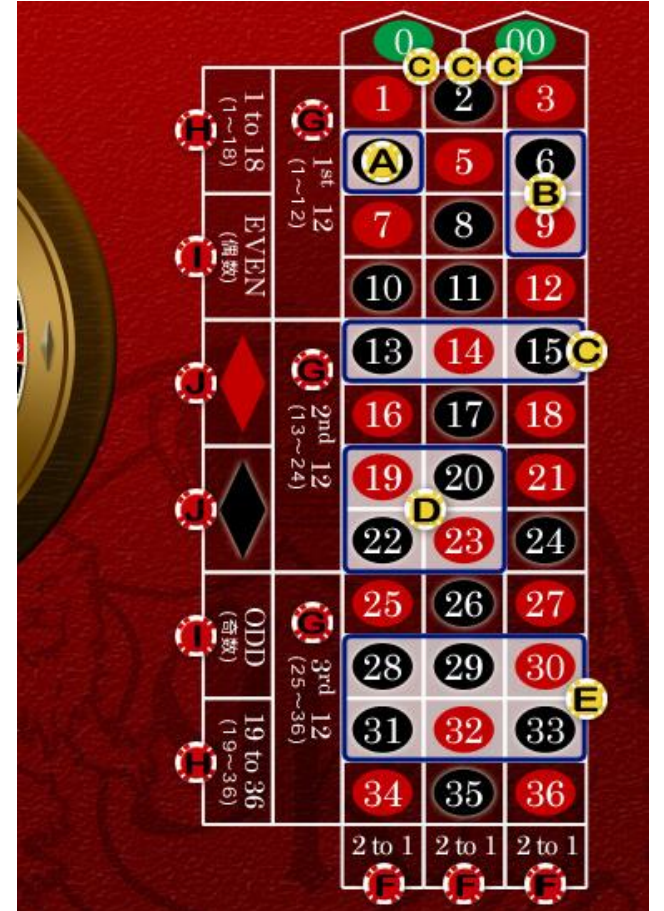 0 00
C C C
1 2 3
A 5 6
B
7 8 9
10 11 12
13 14 15 C
16 17 18
19 20 21
D
22 23 24
25 26 27
28 29 30
E
31 32 33
34 35 36
2 to 1 2 to 1 2 to 1
F F F
G 1st 12
(1~12)
G 2nd 12
(13~24)
G 3rd 12
(25~36)
H 1 to 18
(1~18)
I EVEN
(偶数)
J
J
I ODD
(奇数)
H 19 to 36
(19~36)